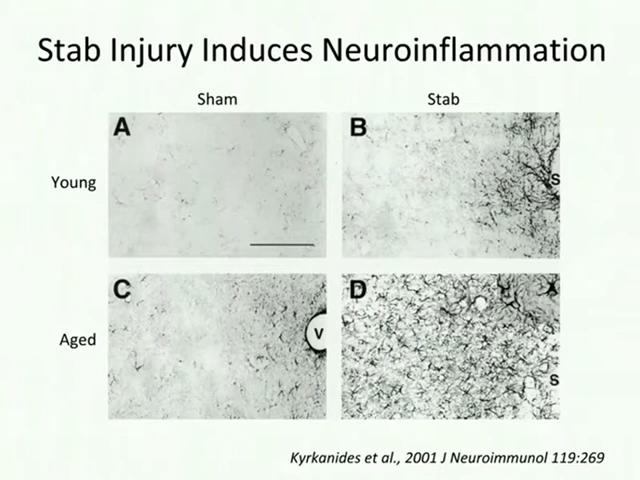 Stab Injury Induces Neuroinflammation
Sham
Stab
A
B
S
Young
C
V
D
S
Aged
Kyrkanides et al., 2001 J Neuroimmunol 119:269